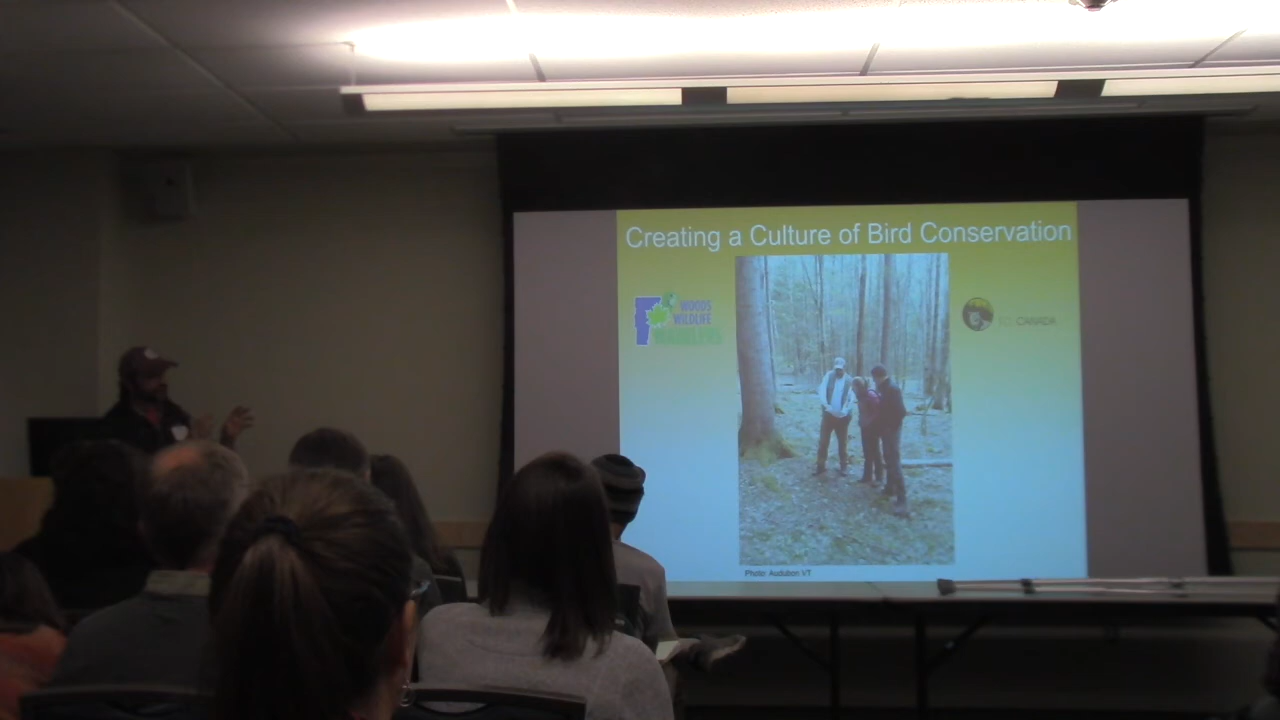 Creating a Culture of Bird Conservation
WOODS
WILDLIFE
WARBLERS
CANADA
Photo: Audubon VT